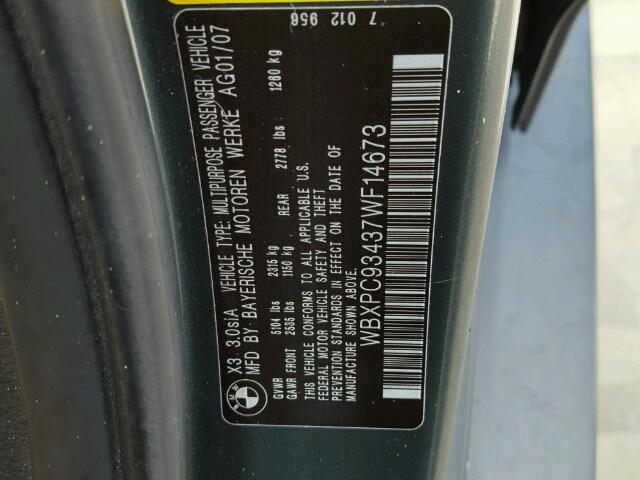 7 012 956
X3 3.0siA VEHICLE TYPE: MULTIPURPOSE PASSENGER VEHICLE
MFD BY: BAYERISCHE MOTOREN WERKE AG 01/07
GVWR 5104 lbs 2315 kg
GAWR FRONT 2535 lbs 1150 kg REAR 2778 lbs 1260 kg
THIS VEHICLE CONFORMS TO ALL APPLICABLE U.S.
FEDERAL MOTOR VEHICLE SAFETY AND THEFT
PREVENTION STANDARDS IN EFFECT ON THE DATE OF
MANUFACTURE SHOWN ABOVE.
WBXPC93437WF14673
BMW